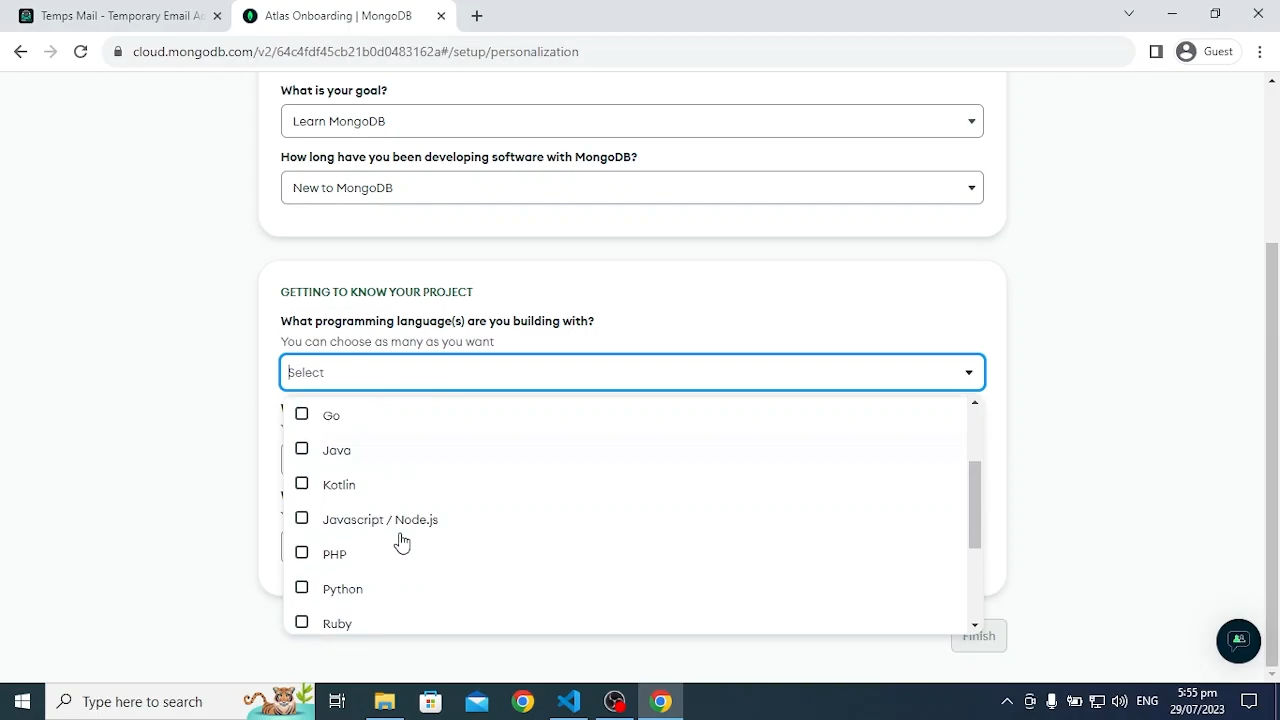 Temps Mail - Temporary Email Ad
Atlas Onboarding | MongoDB
cloud.mongodb.com/v2/64c4fdf45cb21b0d0483162a#/setup/personalization
Guest
What is your goal?
Learn MongoDB
How long have you been developing software with MongoDB?
New to MongoDB
GETTING TO KNOW YOUR PROJECT
What programming language(s) are you building with?
You can choose as many as you want
Select
Go
Java
Kotlin
Javascript / Node.js
PHP
Python
Ruby
Finish
Type here to search
ENG
5:55 pm
29/07/2023